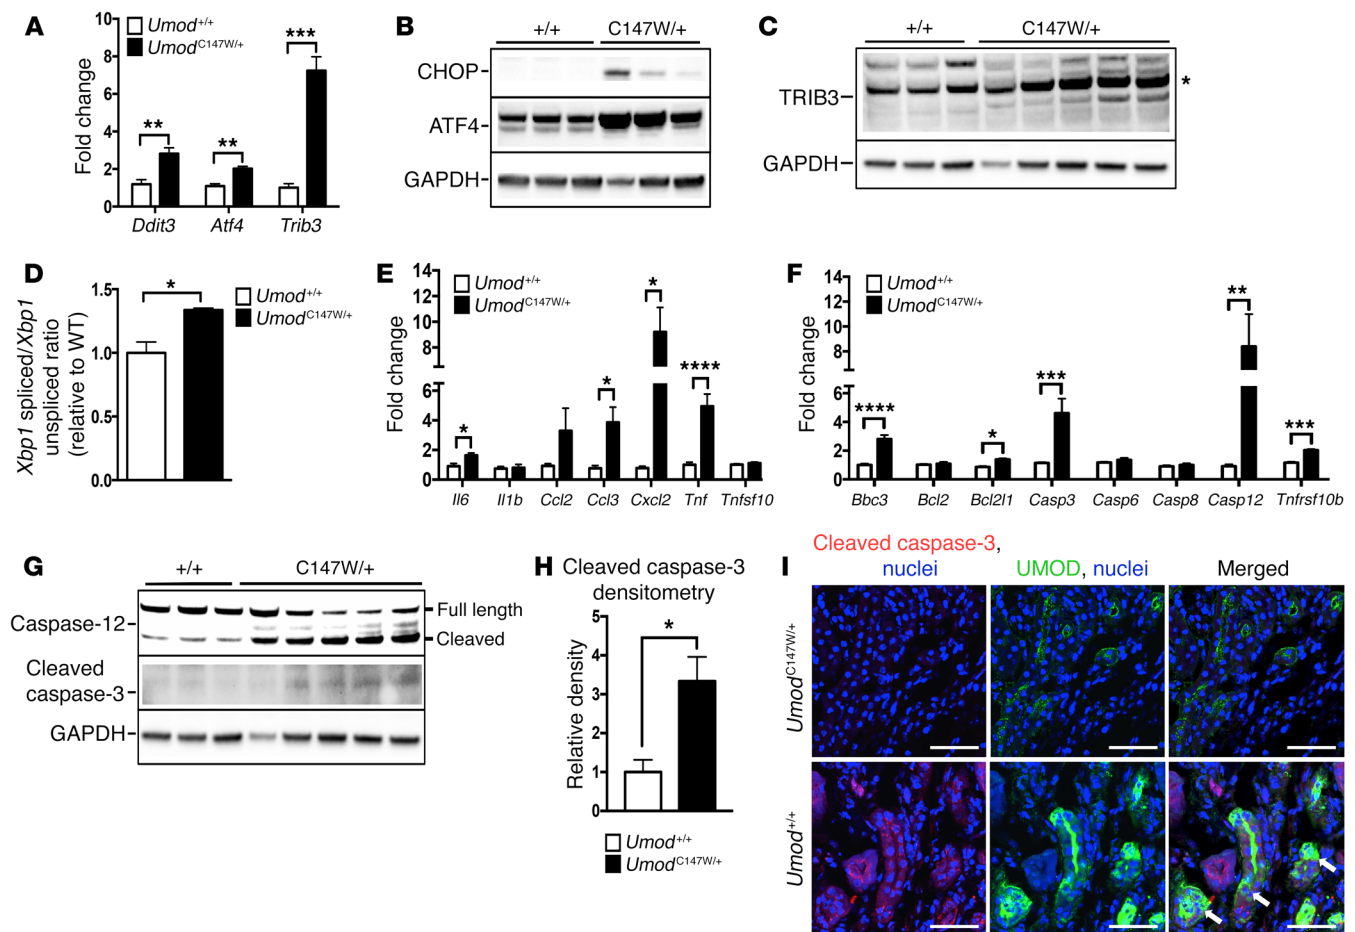 A
Umod+/+
UmodC147W/+
Fold change
10
8
6
4
2
0
**
**
***
Ddit3 Atf4 Trib3
B
+/+ C147W/+
CHOP
ATF4
GAPDH
C
+/+ C147W/+
TRIB3
*
GAPDH
D
Xbp1 spliced/Xbp1
unspliced ratio
(relative to WT)
1.5
1.0
0.5
0.0
*
Umod+/+
UmodC147W/+
E
Fold change
14
12
10
8
6
4
2
0
Umod+/+
UmodC147W/+
*
*
*
****
Il6 Il1b Ccl2 Ccl3 Cxcl2 Tnf Tnfsf10
F
Fold change
14
12
10
8
6
4
2
0
Umod+/+
UmodC147W/+
****
*
***
**
***
Bbc3 Bcl2 Bcl2l1 Casp3 Casp6 Casp8 Casp12 Tnfrsf10b
G
+/+ C147W/+
Caspase-12
Full length
Cleaved
Cleaved
caspase-3
GAPDH
H
Cleaved caspase-3
densitometry
Relative density
5
4
3
2
1
0
*
Umod+/+
UmodC147W/+
I
Cleaved caspase-3,
nuclei
UMOD, nuclei
Merged
UmodC147W/+
Umod+/+